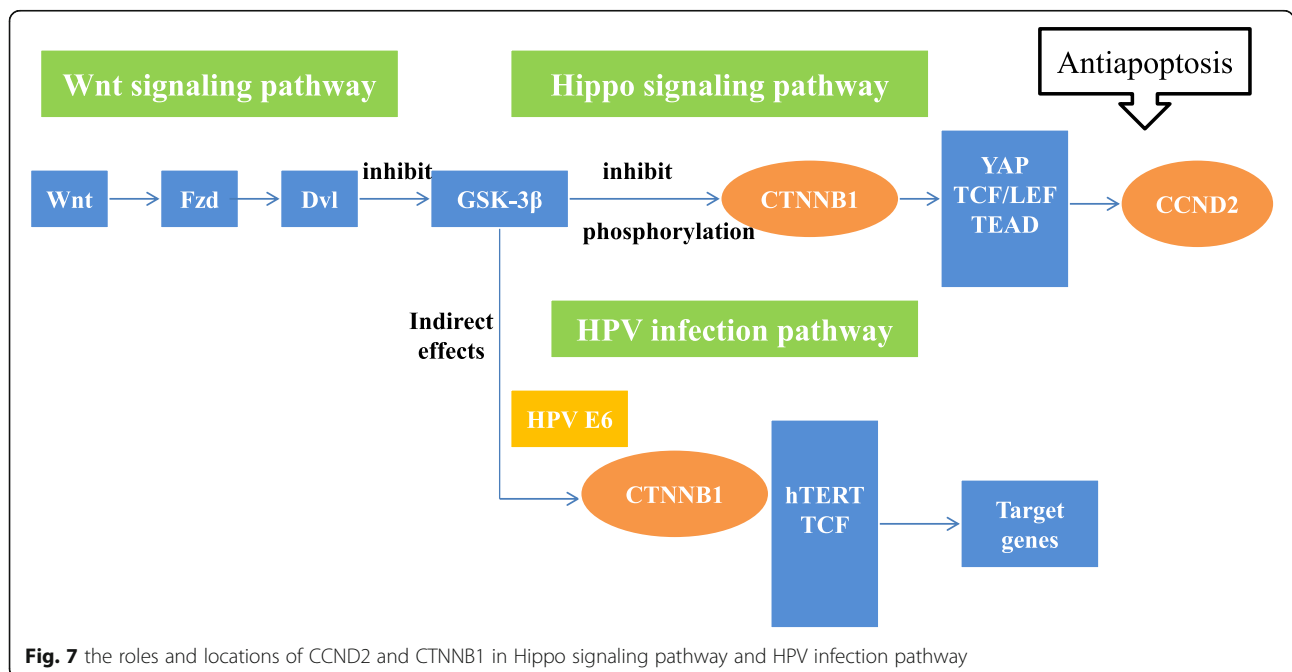 Wnt signaling pathway
Hippo signaling pathway
Antiapoptosis
Wnt
Fzd
Dvl
inhibit
GSK-3β
inhibit
phosphorylation
CTNNB1
YAP
TCF/LEF
TEAD
CCND2
Indirect
effects
HPV infection pathway
HPV E6
CTNNB1
hTERT
TCF
Target
genes
Fig. 7 the roles and locations of CCND2 and CTNNB1 in Hippo signaling pathway and HPV infection pathway